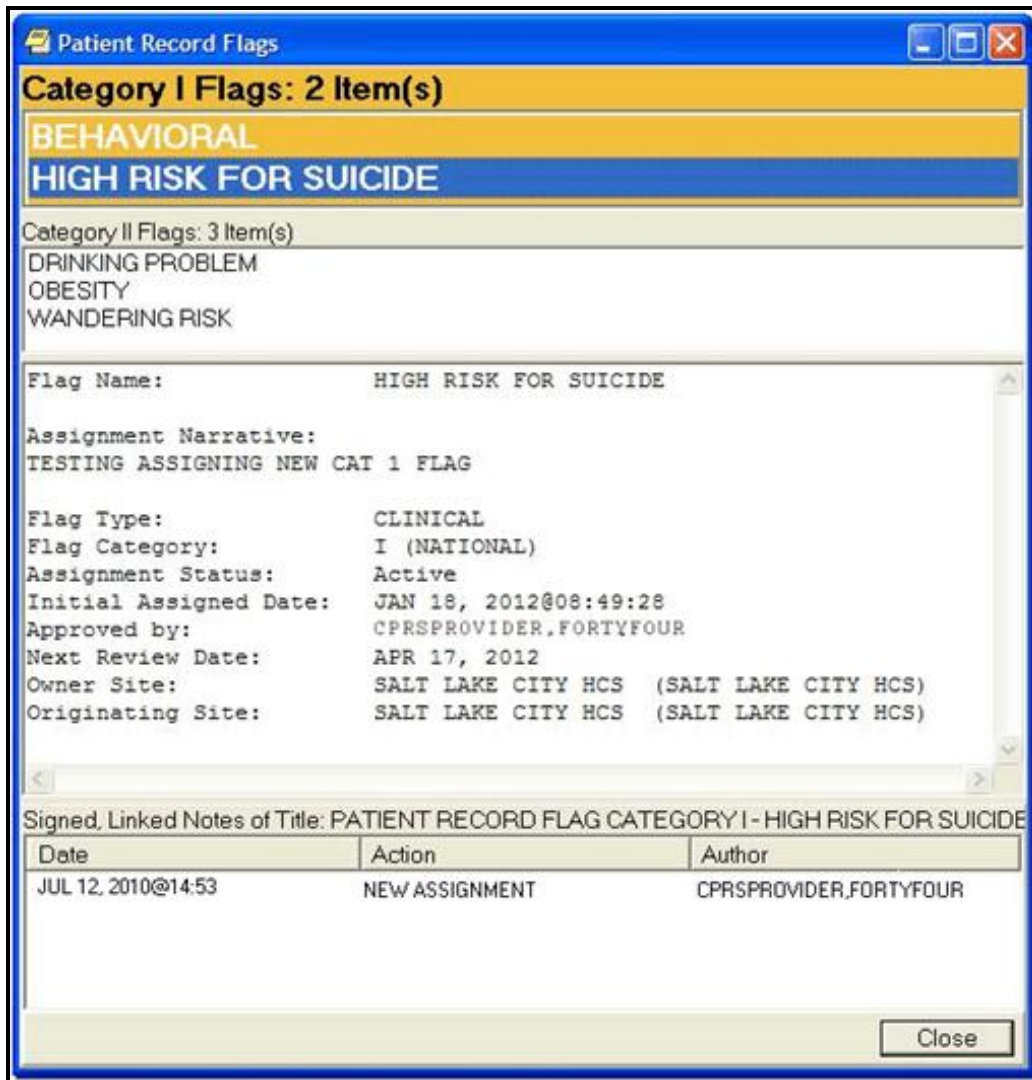 Patient Record Flags
Category I Flags: 2 Item(s)
BEHAVIORAL
HIGH RISK FOR SUICIDE
Category II Flags: 3 Item(s)
DRINKING PROBLEM
OBESITY
WANDERING RISK
Flag Name: HIGH RISK FOR SUICIDE
Assignment Narrative:
TESTING ASSIGNING NEW CAT 1 FLAG
Flag Type: CLINICAL
Flag Category: I (NATIONAL)
Assignment Status: Active
Initial Assigned Date: JAN 18, 2012@08:49:28
Approved by: CPRSPROVIDER,FORTYFOUR
Next Review Date: APR 17, 2012
Owner Site: SALT LAKE CITY HCS (SALT LAKE CITY HCS)
Originating Site: SALT LAKE CITY HCS (SALT LAKE CITY HCS)
Signed, Linked Notes of Title: PATIENT RECORD FLAG CATEGORY I - HIGH RISK FOR SUICIDE
Date Action Author
JUL 12, 2010@14:53 NEW ASSIGNMENT CPRSPROVIDER,FORTYFOUR
Close